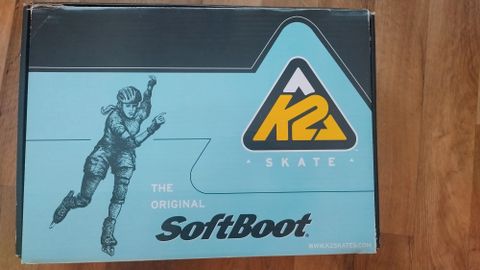 K2
SKATE
THE
ORIGINAL
SoftBoot
WWW.K2SKATES.COM